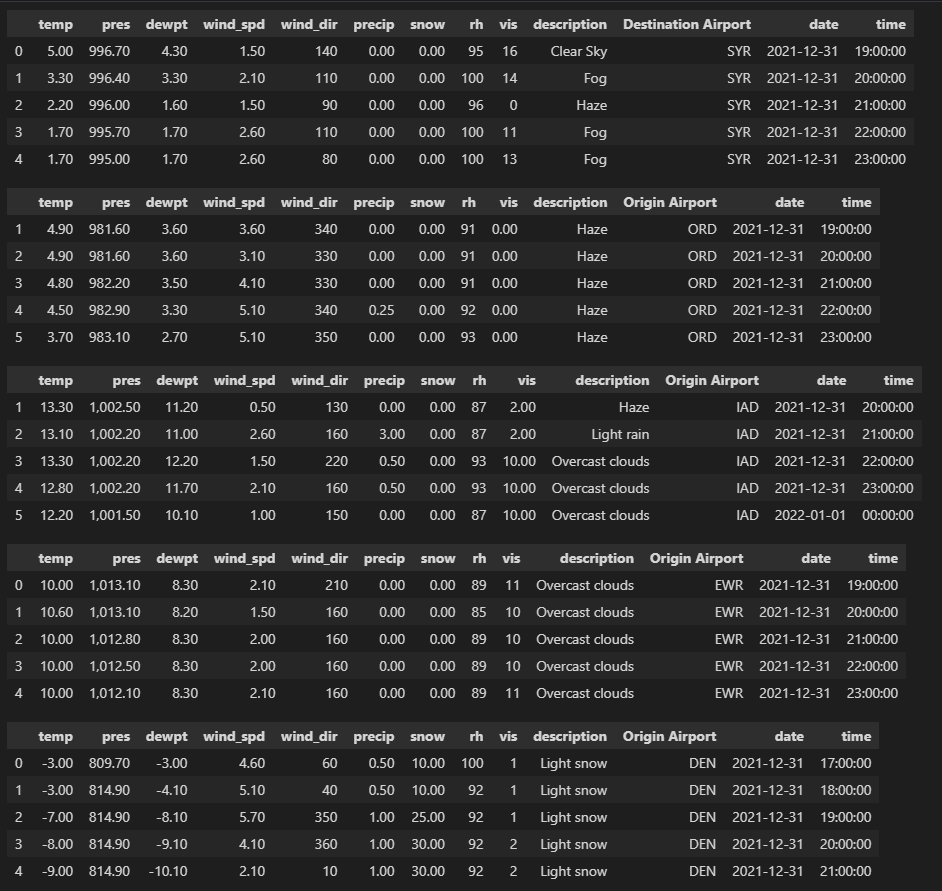 temp pres dewpt wind_spd wind_dir precip snow rh vis description Destination Airport date time
0 5.00 996.70 4.30 1.50 140 0.00 0.00 95 16 Clear Sky SYR 2021-12-31 19:00:00
1 3.30 996.40 3.30 2.10 110 0.00 0.00 100 14 Fog SYR 2021-12-31 20:00:00
2 2.20 996.00 1.60 1.50 90 0.00 0.00 96 0 Haze SYR 2021-12-31 21:00:00
3 1.70 995.70 1.70 2.60 110 0.00 0.00 100 11 Fog SYR 2021-12-31 22:00:00
4 1.70 995.00 1.70 2.60 80 0.00 0.00 100 13 Fog SYR 2021-12-31 23:00:00
temp pres dewpt wind_spd wind_dir precip snow rh vis description Origin Airport date time
1 4.90 981.60 3.60 3.60 340 0.00 0.00 91 0.00 Haze ORD 2021-12-31 19:00:00
2 4.90 981.60 3.60 3.10 330 0.00 0.00 91 0.00 Haze ORD 2021-12-31 20:00:00
3 4.80 982.20 3.50 4.10 330 0.00 0.00 91 0.00 Haze ORD 2021-12-31 21:00:00
4 4.50 982.90 3.30 5.10 340 0.25 0.00 92 0.00 Haze ORD 2021-12-31 22:00:00
5 3.70 983.10 2.70 5.10 350 0.00 0.00 93 0.00 Haze ORD 2021-12-31 23:00:00
temp pres dewpt wind_spd wind_dir precip snow rh vis description Origin Airport date time
1 13.30 1,002.50 11.20 0.50 130 0.00 0.00 87 2.00 Haze IAD 2021-12-31 20:00:00
2 13.10 1,002.20 11.00 2.60 160 3.00 0.00 87 2.00 Light rain IAD 2021-12-31 21:00:00
3 13.30 1,002.20 12.20 1.50 220 0.50 0.00 93 10.00 Overcast clouds IAD 2021-12-31 22:00:00
4 12.80 1,002.20 11.70 2.10 160 0.50 0.00 93 10.00 Overcast clouds IAD 2021-12-31 23:00:00
5 12.20 1,001.50 10.10 1.00 150 0.00 0.00 87 10.00 Overcast clouds IAD 2022-01-01 00:00:00
temp pres dewpt wind_spd wind_dir precip snow rh vis description Origin Airport date time
0 10.00 1,013.10 8.30 2.10 210 0.00 0.00 89 11 Overcast clouds EWR 2021-12-31 19:00:00
1 10.60 1,013.10 8.20 1.50 160 0.00 0.00 85 10 Overcast clouds EWR 2021-12-31 20:00:00
2 10.00 1,012.80 8.30 2.00 160 0.00 0.00 89 10 Overcast clouds EWR 2021-12-31 21:00:00
3 10.00 1,012.50 8.30 2.00 160 0.00 0.00 89 10 Overcast clouds EWR 2021-12-31 22:00:00
4 10.00 1,012.10 8.30 2.10 160 0.00 0.00 89 11 Overcast clouds EWR 2021-12-31 23:00:00
temp pres dewpt wind_spd wind_dir precip snow rh vis description Origin Airport date time
0 -3.00 809.70 -3.00 4.60 60 0.50 10.00 100 1 Light snow DEN 2021-12-31 17:00:00
1 -3.00 814.90 -4.10 5.10 40 0.50 10.00 92 1 Light snow DEN 2021-12-31 18:00:00
2 -7.00 814.90 -8.10 5.70 350 1.00 25.00 92 1 Light snow DEN 2021-12-31 19:00:00
3 -8.00 814.90 -9.10 4.10 360 1.00 30.00 92 2 Light snow DEN 2021-12-31 20:00:00
4 -9.00 814.90 -10.10 2.10 10 1.00 30.00 92 2 Light snow DEN 2021-12-31 21:00:00